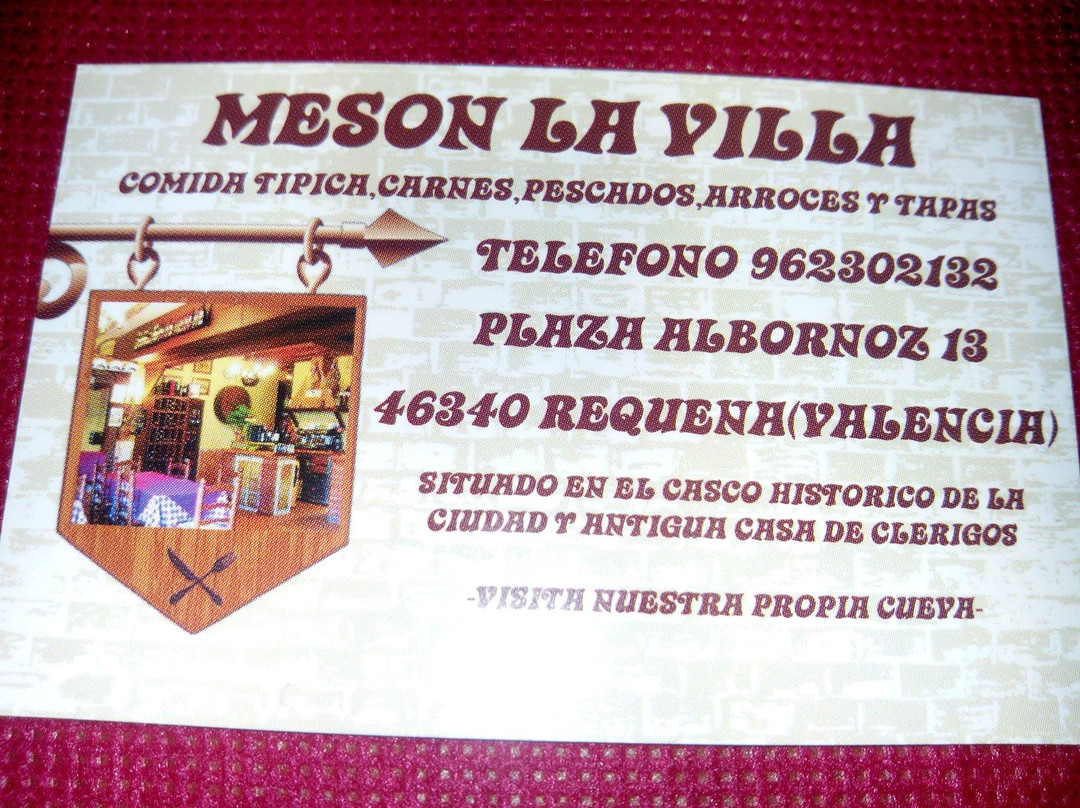 MESON LA VILLA
COMIDA TIPICA,CARNES,PESCADOS,ARROCES Y TAPAS
TELEFONO 962302132
PLAZA ALBORNOZ 13
46340 REQUENA(VALENCIA)
SITUADO EN EL CASCO HISTORICO DE LA
CIUDAD Y ANTIGUA CASA DE CLERIGOS
-VISITA NUESTRA PROPIA CUEVA-